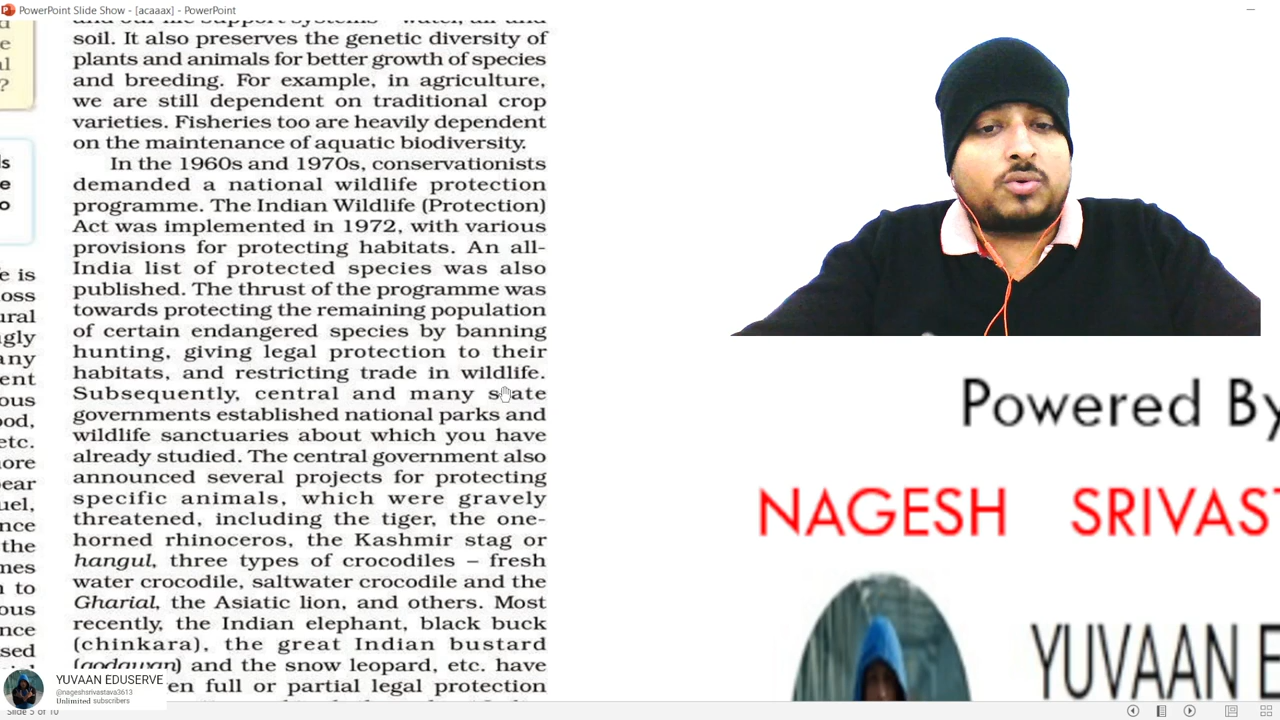 PowerPoint Slide Show - [acaaax] - PowerPoint
soil. It also preserves the genetic diversity of
plants and animals for better growth of species
and breeding. For example, in agriculture,
we are still dependent on traditional crop
varieties. Fisheries too are heavily dependent
on the maintenance of aquatic biodiversity.
In the 1960s and 1970s, conservationists
demanded a national wildlife protection
programme. The Indian Wildlife (Protection)
Act was implemented in 1972, with various
provisions for protecting habitats. An all-
India list of protected species was also
published. The thrust of the programme was
towards protecting the remaining population
of certain endangered species by banning
hunting, giving legal protection to their
habitats, and restricting trade in wildlife.
Subsequently, central and many state
governments established national parks and
wildlife sanctuaries about which you have
already studied. The central government also
announced several projects for protecting
specific animals, which were gravely
threatened, including the tiger, the one-
horned rhinoceros, the Kashmir stag or
hangul, three types of crocodiles – fresh
water crocodile, saltwater crocodile and the
Gharial, the Asiatic lion, and others. Most
recently, the Indian elephant, black buck
(chinkara), the great Indian bustard
(godawan) and the snow leopard, etc. have
en full or partial legal protection
Powered By
NAGESH SRIVAST
YUVAAN E
YUVAAN EDUSERVE
@nageshsrivastava3613
Unlimited subscribers
Slide 5 of 10